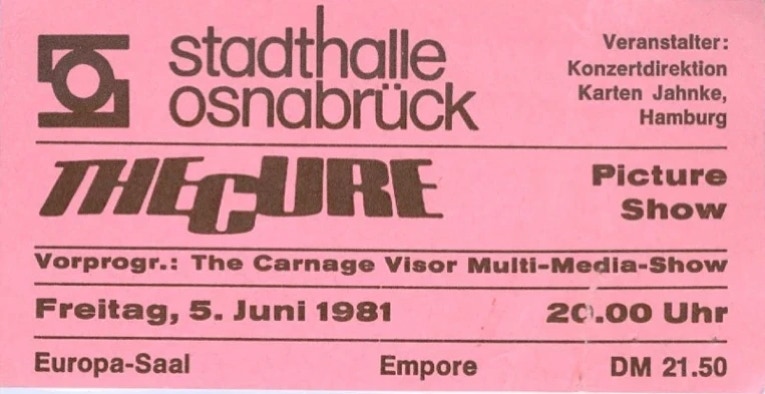 stadthalle
osnabrück
Veranstalter:
Konzertdirektion
Karten Jahnke,
Hamburg
THE CURE
Picture
Show
Vorprogr.: The Carnage Visor Multi-Media-Show
Freitag, 5. Juni 1981
20.00 Uhr
Europa-Saal
Empore
DM 21.50